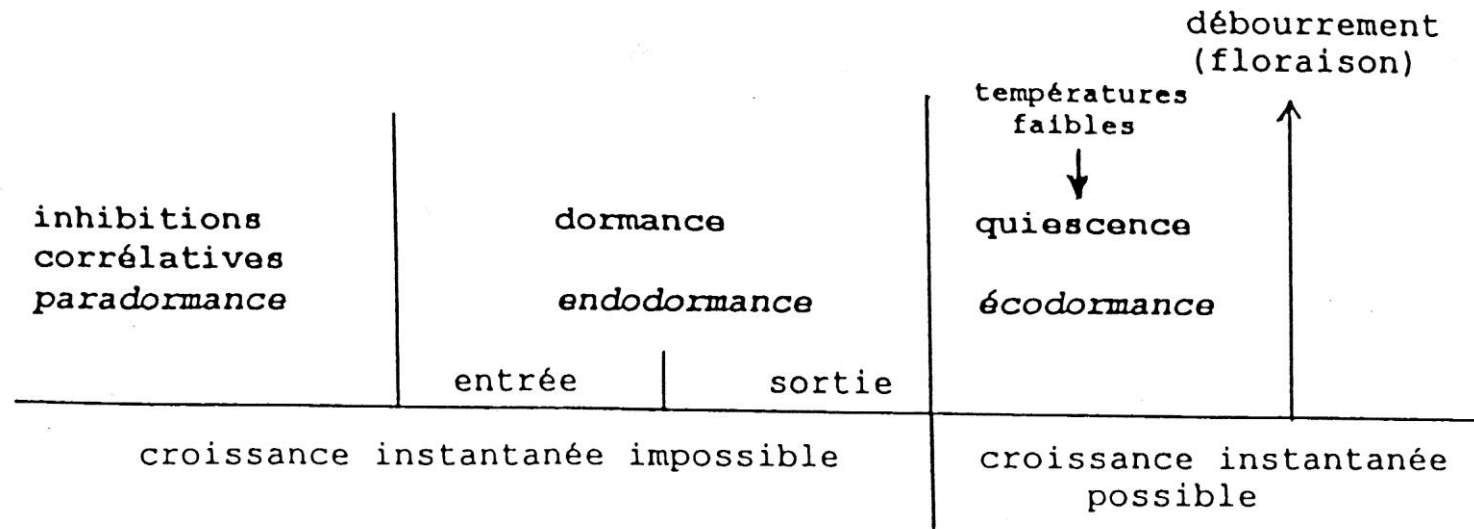 débourrement
(floraison)
températures
faibles
inhibitions
corrélatives
paradormance
dormance
endodormance
quiescence
écodormance
entrée
sortie
croissance instantanée impossible
croissance instantanée
possible